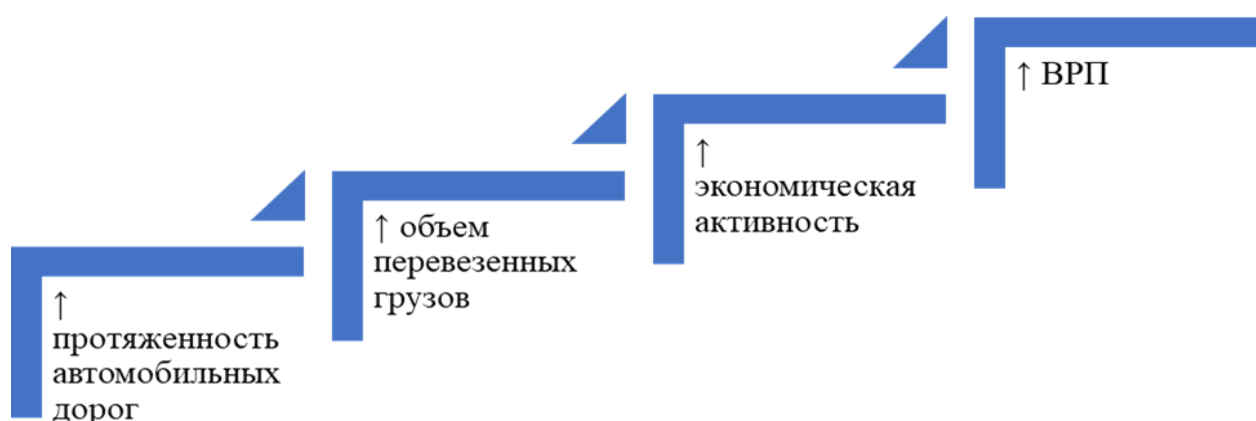 ↑
протяженность
автомобильных
дорог
↑ объем
перевезенных
грузов
↑
экономическая
активность
↑ ВРП